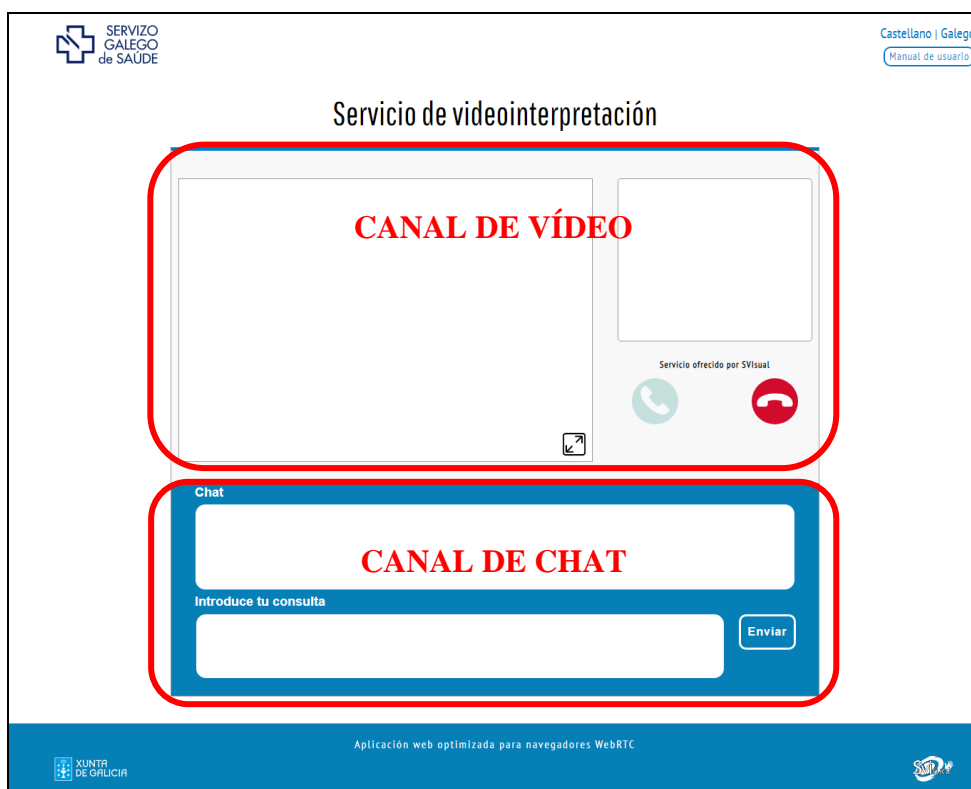 SERVIZO
GALEGO
de SAÚDE
Castellano | Galego
Manual de usuario
Servicio de videointerpretación
CANAL DE VÍDEO
Servicio ofrecido por SVIsual
Chat
CANAL DE CHAT
Introduce tu consulta
Enviar
Aplicación web optimizada para navegadores WebRTC
XUNTA
DE GALICIA